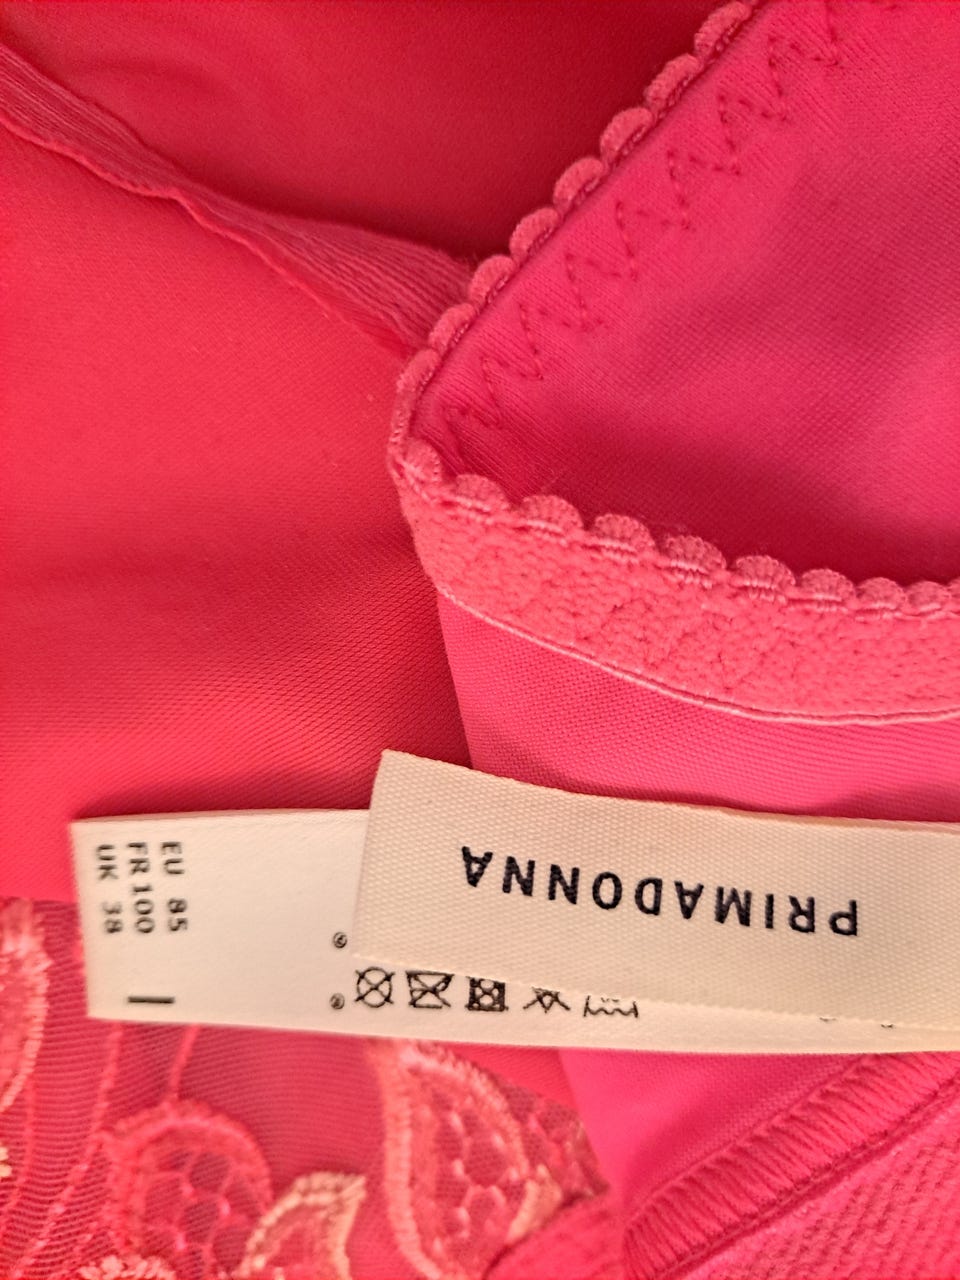 PRIMADONNA
EU 85
FR 100
UK 38
I